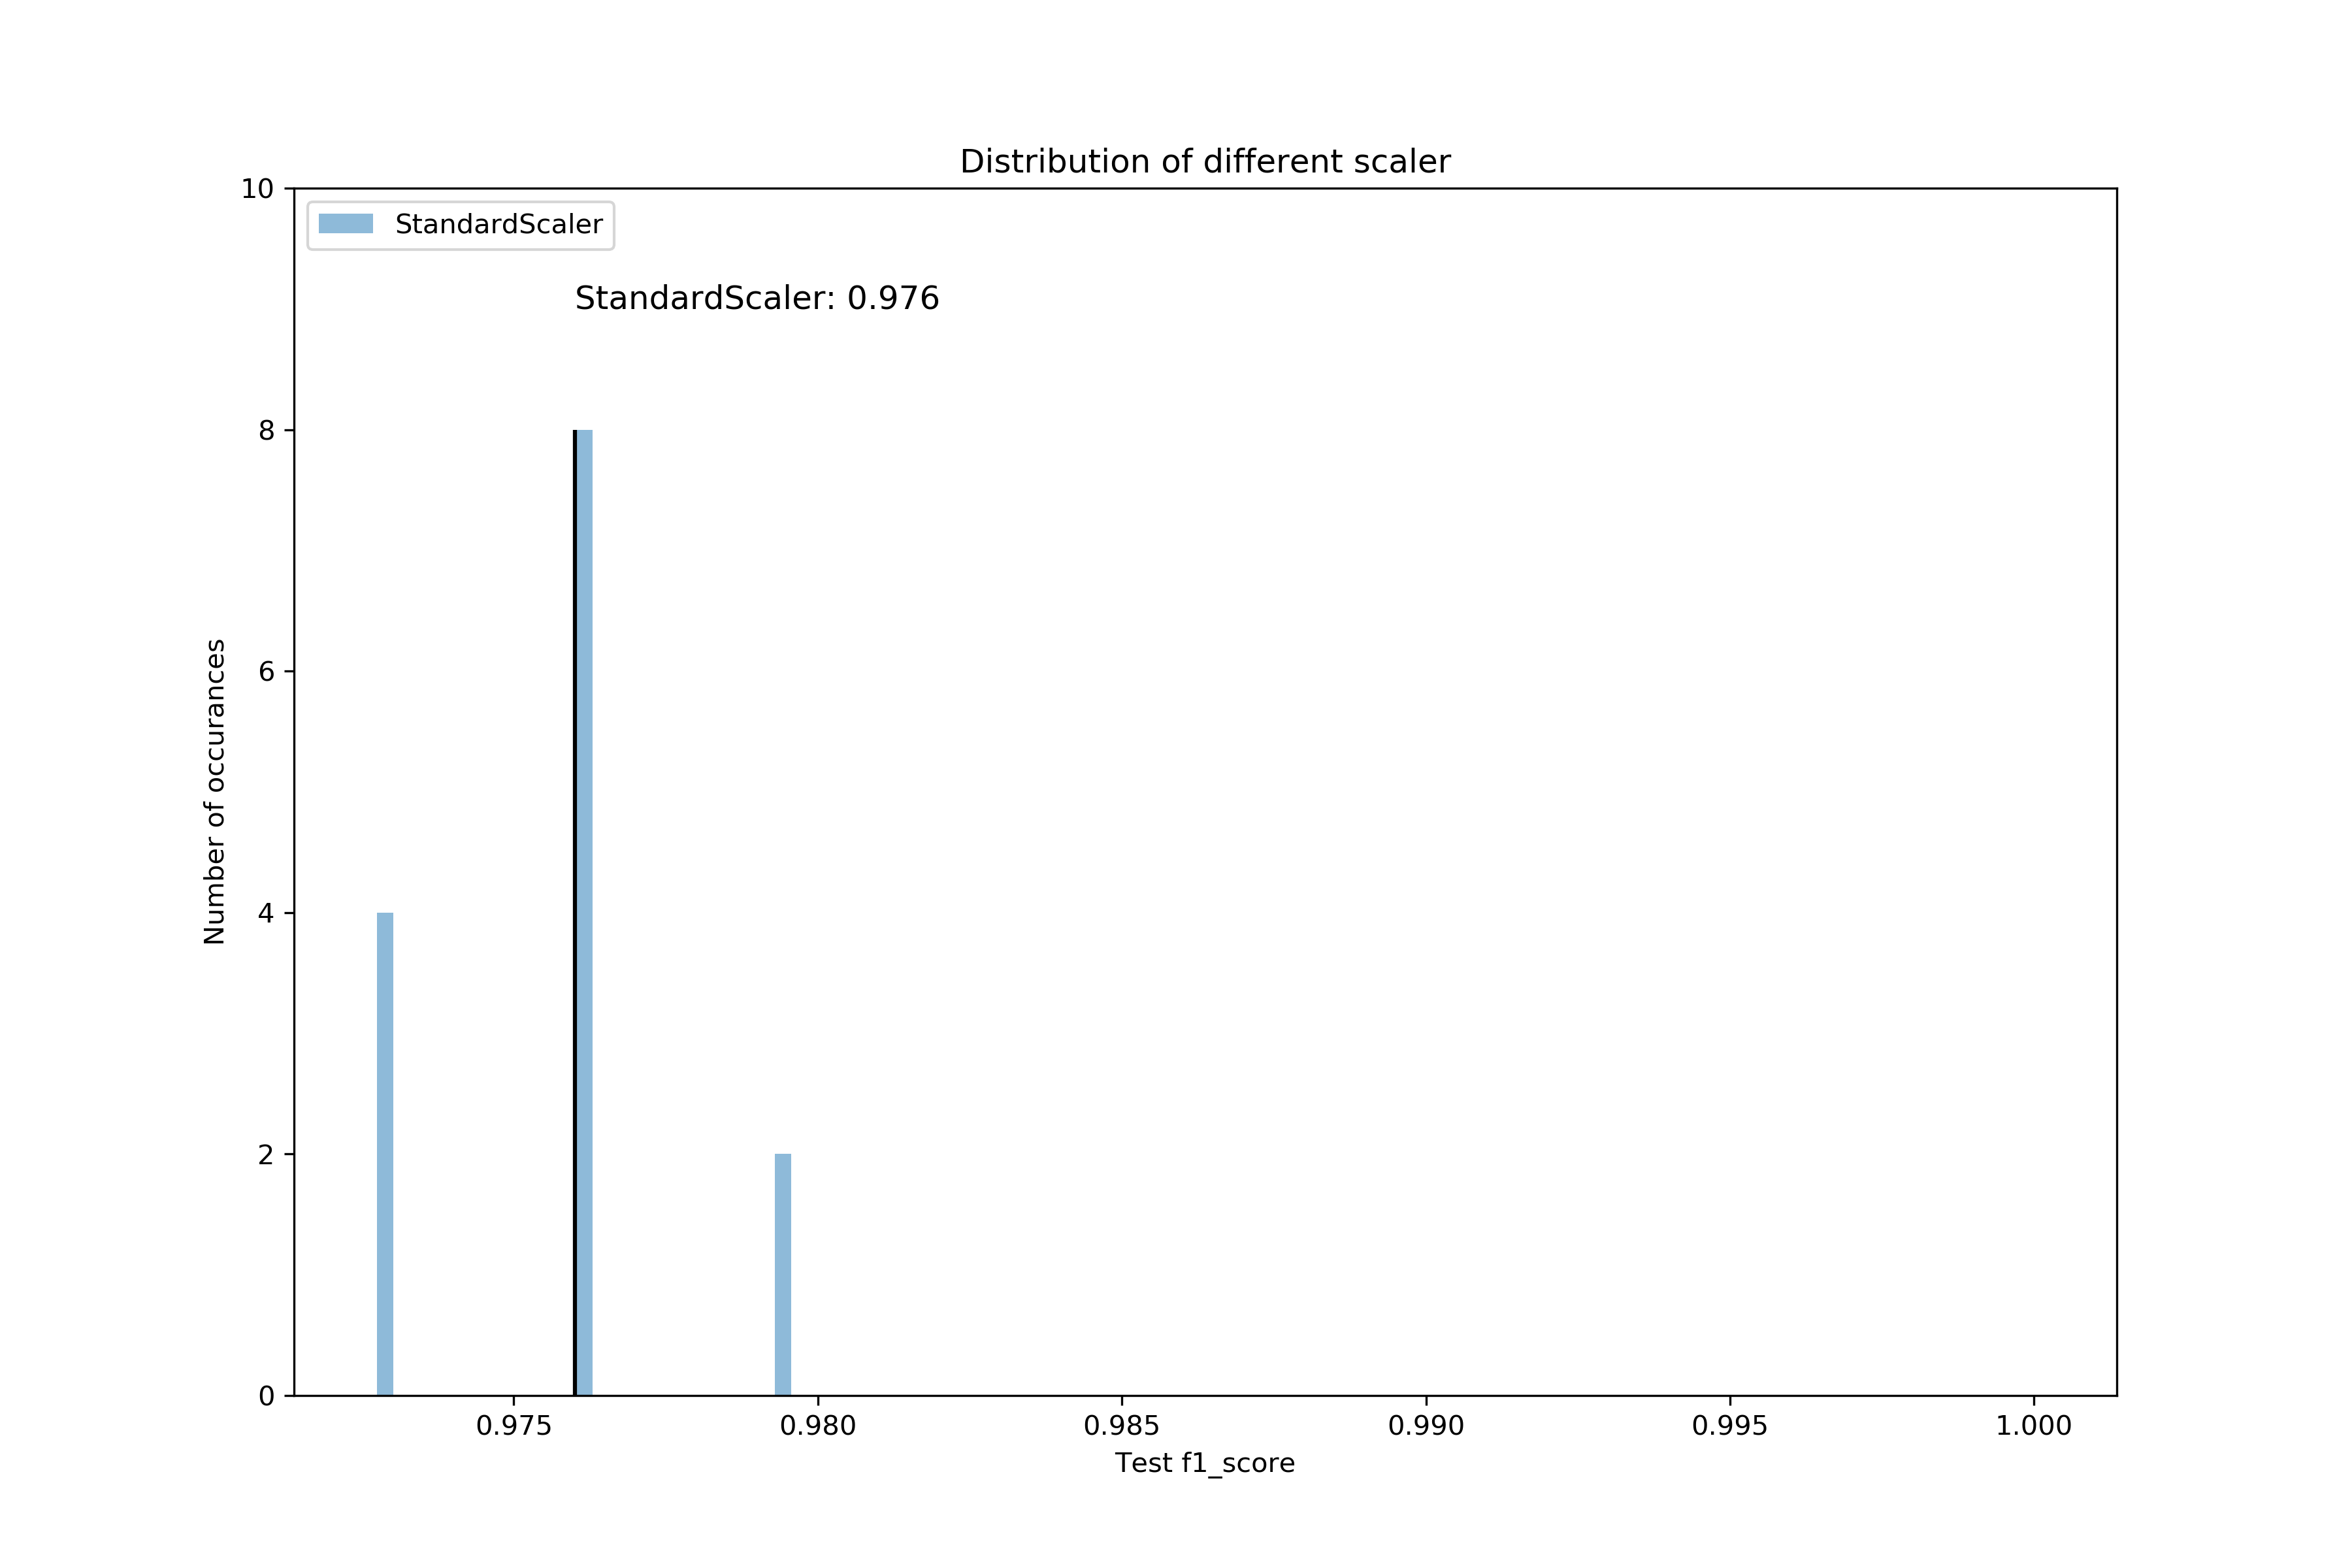 Distribution of different scaler
StandardScaler
StandardScaler: 0.976
10
8
6
4
2
0
Number of occurances
0.975 0.980 0.985 0.990 0.995 1.000
Test f1_score